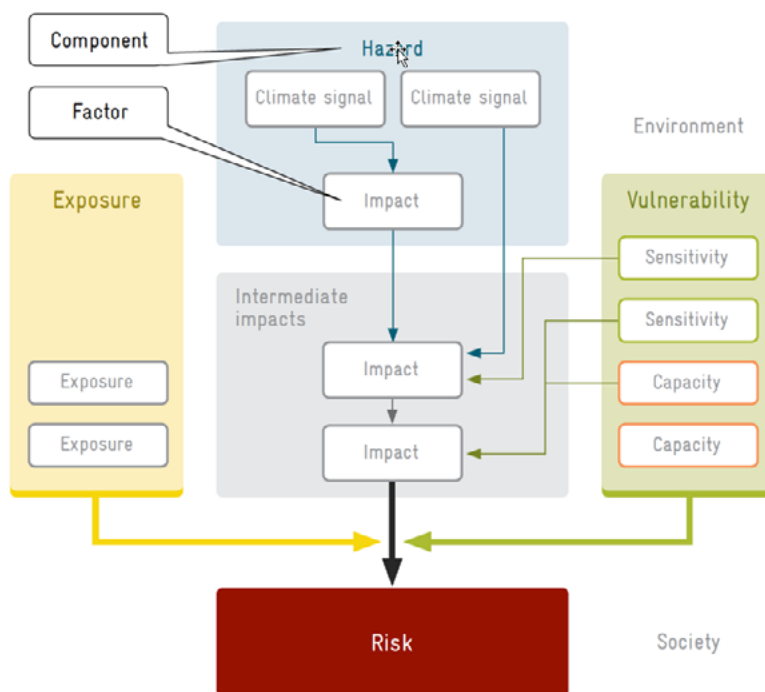 Component
Hazard
Climate signal
Climate signal
Factor
Environment
Exposure
Impact
Vulnerability
Sensitivity
Intermediate
impacts
Sensitivity
Impact
Exposure
Capacity
Exposure
Impact
Capacity
Risk
Society